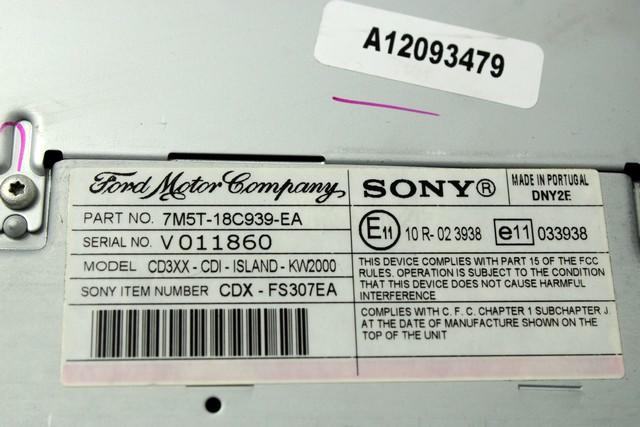 A12093479
Ford Motor Company
PART NO. 7M5T-18C939-EA
SERIAL NO. V 011860
MODEL CD3XX - CDI - ISLAND - KW2000
SONY ITEM NUMBER CDX - FS307EA
SONY®
MADE IN PORTUGAL
DNY2E
E11 10 R- 02 3938 e11 033938
THIS DEVICE COMPLIES WITH PART 15 OF THE FCC
RULES. OPERATION IS SUBJECT TO THE CONDITION
THAT THIS DEVICE DOES NOT CAUSE HARMFUL
INTERFERENCE
COMPLIES WITH C. F. C. CHAPTER 1 SUBCHAPTER J.
AT THE DATE OF MANUFACTURE SHOWN ON THE
TOP OF THE UNIT